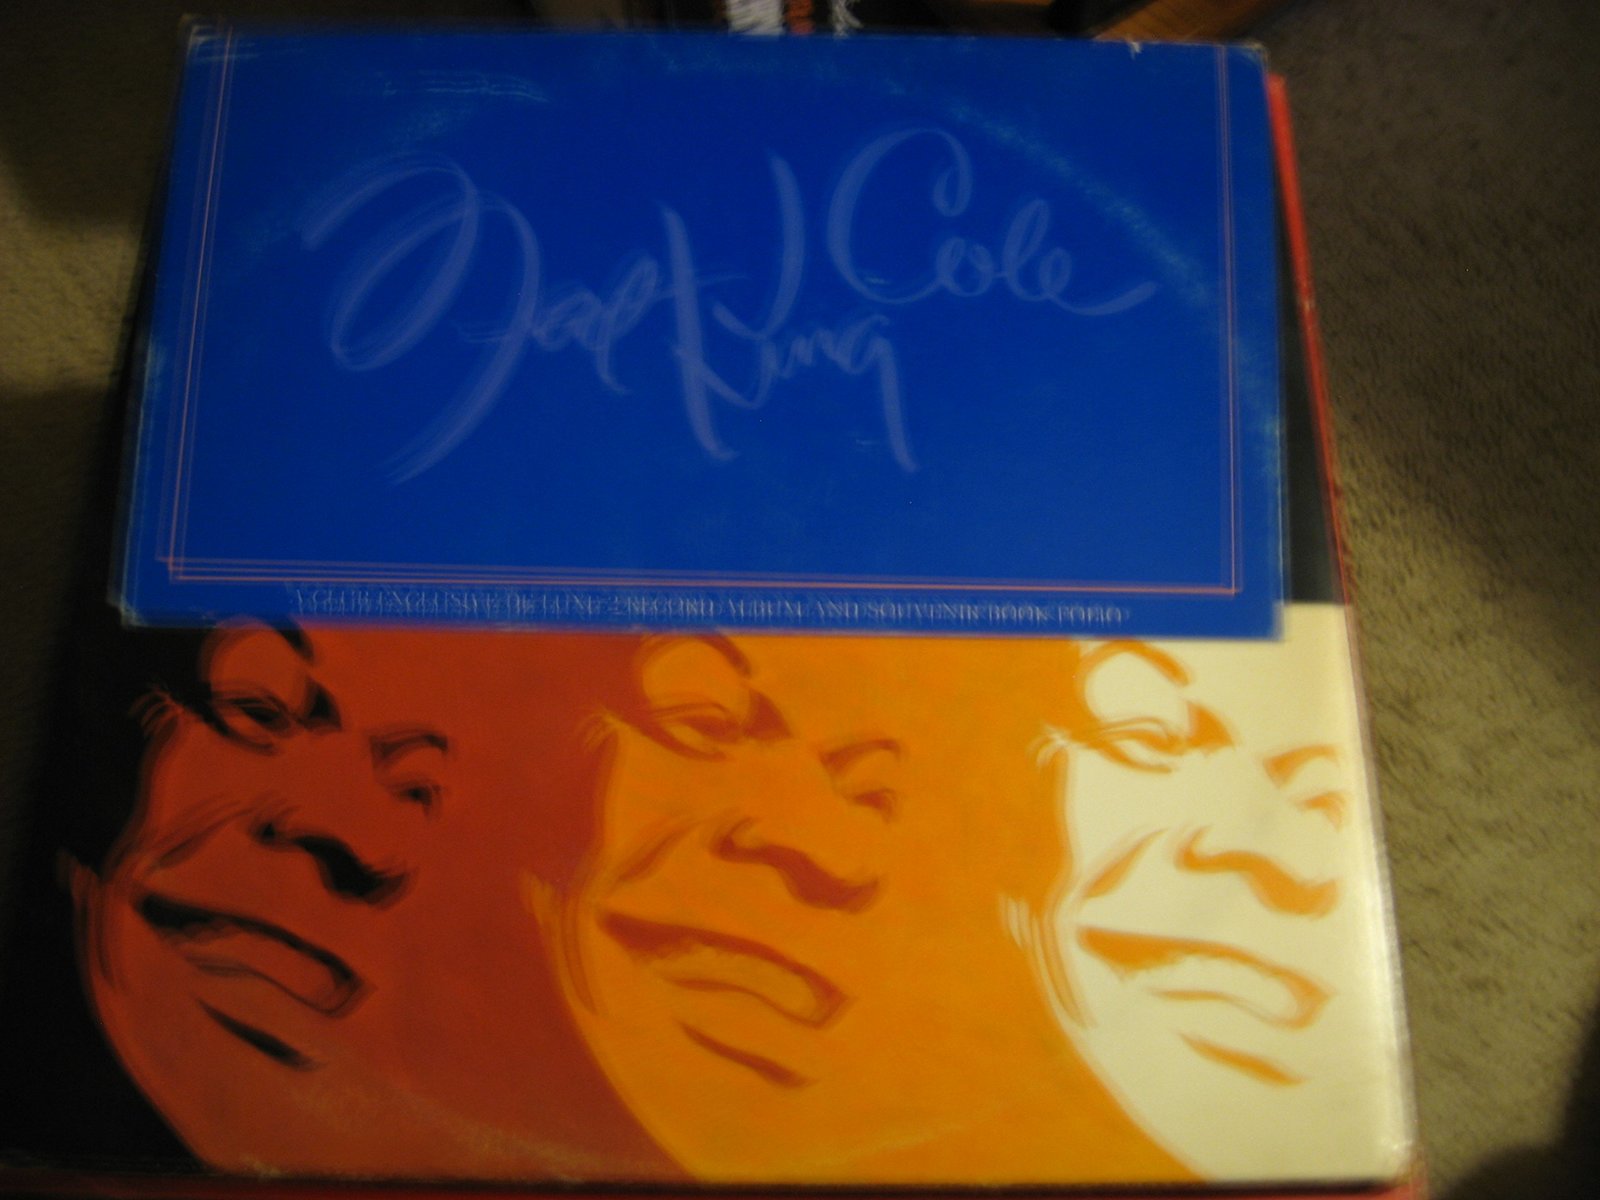 Nat King Cole
A CLUB EXCLUSIVE DE LUXE 2 RECORD ALBUM AND SOUVENIR BOOK FOLIO